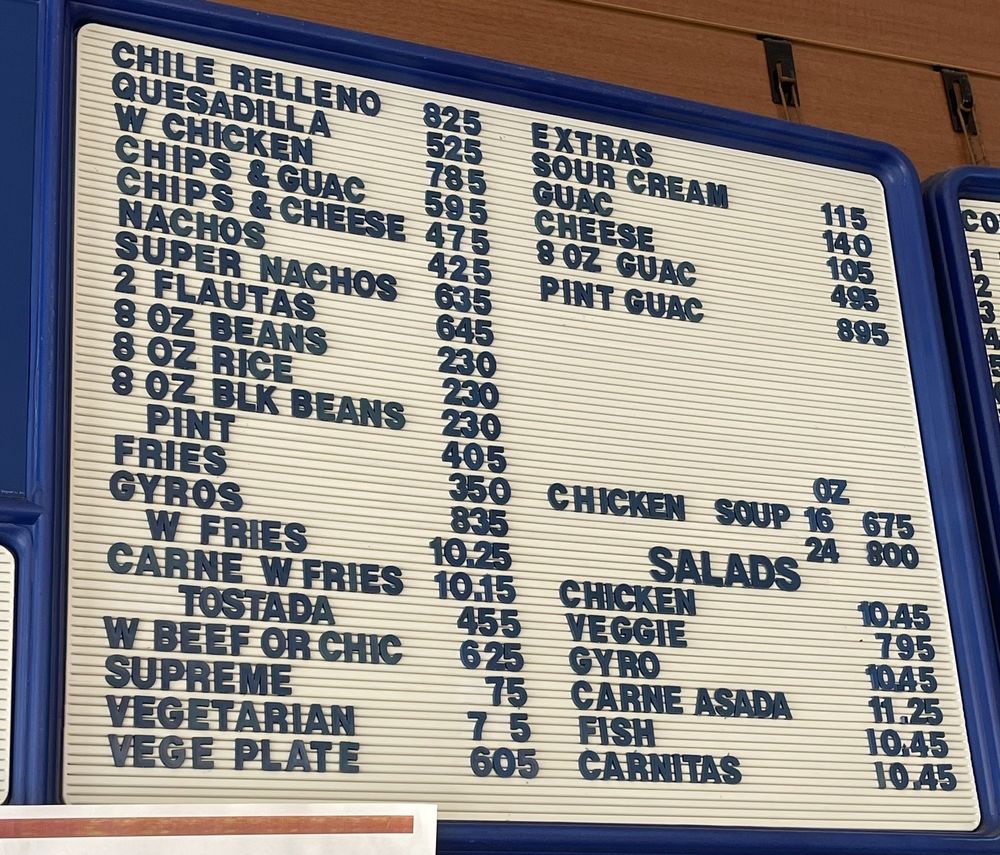 CHILE RELLENO 825
QUESADILLA 525
W CHICKEN 785
CHIPS & GUAC 595
CHIPS & CHEESE 475
NACHOS 425
SUPER NACHOS 635
2 FLAUTAS 645
8 OZ BEANS 230
8 OZ RICE 230
8 OZ BLK BEANS 230
PINT 405
FRIES 350
GYROS 835
W FRIES 10.25
CARNE W FRIES 10.15
TOSTADA 455
W BEEF OR CHIC 625
SUPREME 75
VEGETARIAN 7 5
VEGE PLATE 605
EXTRAS
SOUR CREAM 115
GUAC 140
CHEESE 105
8 OZ GUAC 495
PINT GUAC 895
OZ
CHICKEN SOUP 16 675
24 800
SALADS
CHICKEN 10.45
VEGGIE 795
GYRO 10.45
CARNE ASADA 11.25
FISH 10.45
CARNITAS 10.45
1
2
3
4
5